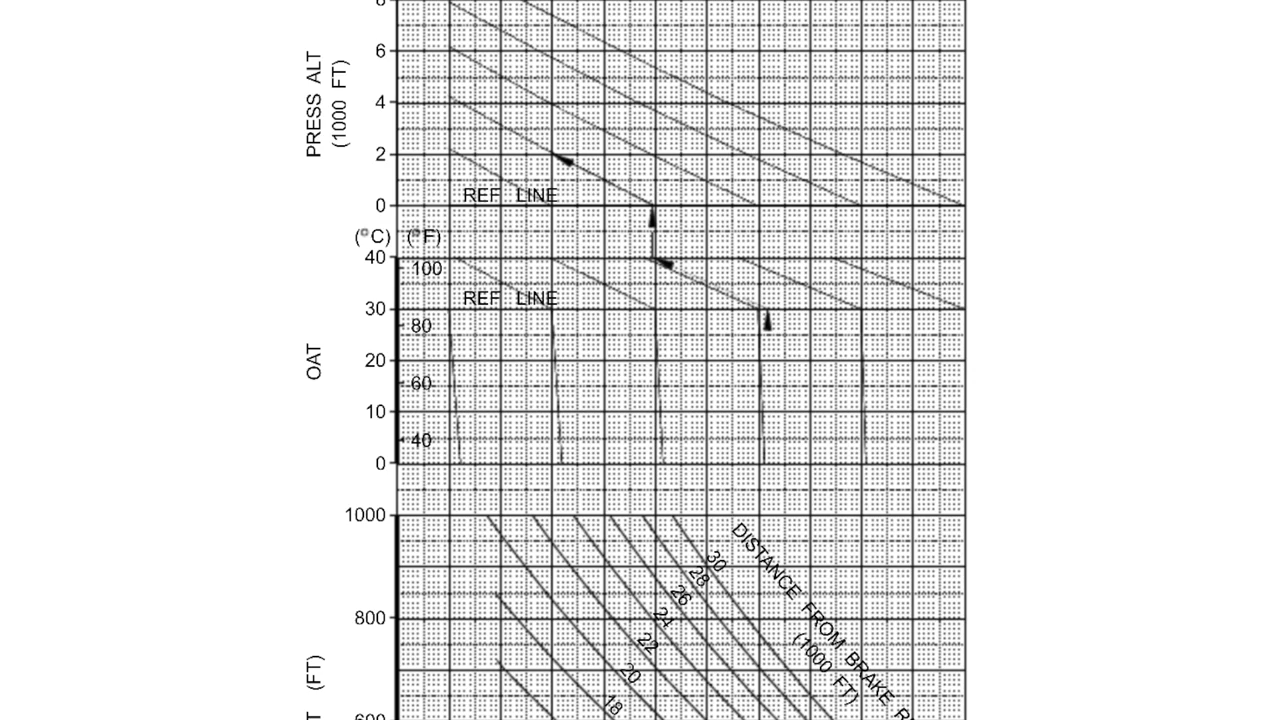 8
6
4
2
0
PRESS ALT
(1000 FT)
REF LINE
(°C) (°F)
40
30
20
10
0
100
80
60
40
OAT
REF LINE
1000
800
600
(FT)
DISTANCE FROM BRAKE
(1000 FT)
30
28
26
24
22
20
18